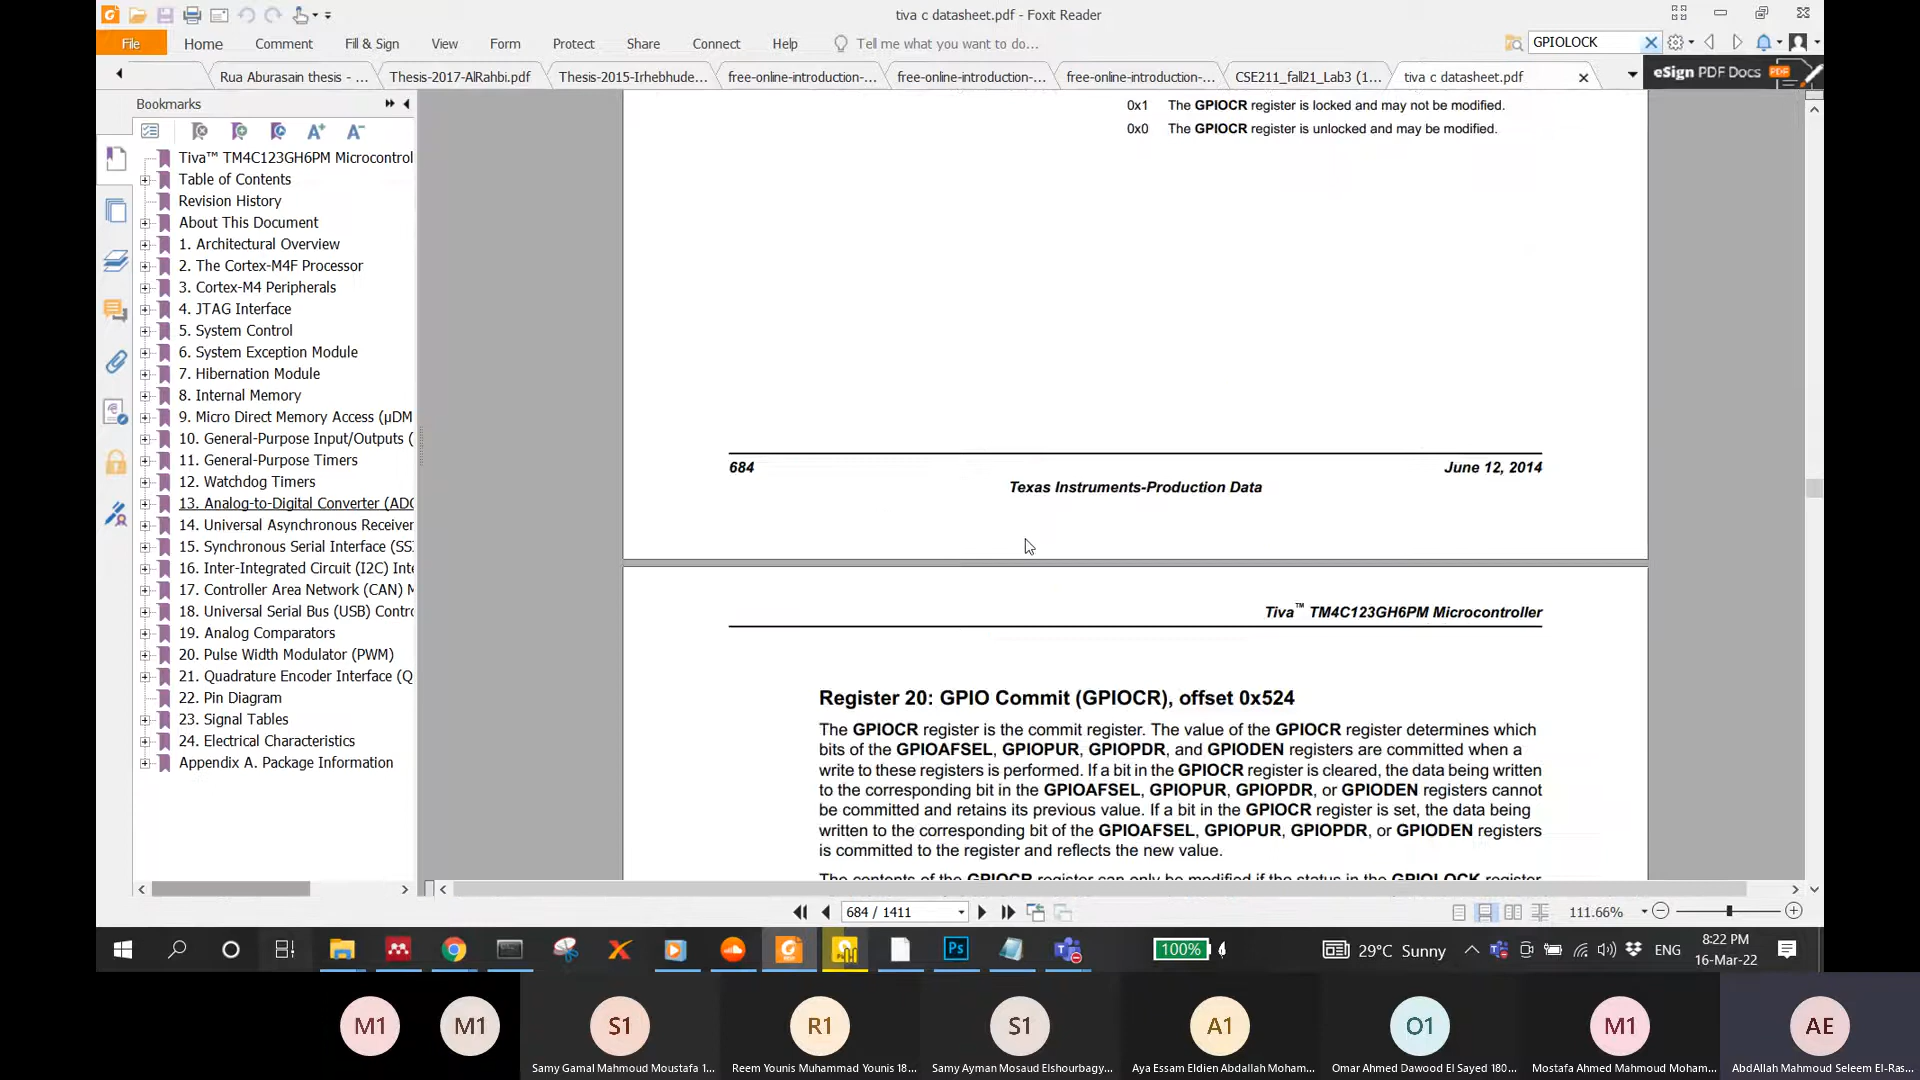 tiva c datasheet.pdf - Foxit Reader
File Home Comment Fill & Sign View Form Protect Share Connect Help Tell me what you want to do... GPIOLOCK
Rua Aburasain thesis - ... Thesis-2017-AlRahbi.pdf Thesis-2015-Irhebhude... free-online-introduction-... free-online-introduction-... free-online-introduction-... CSE211_fall21_Lab3 (1... tiva c datasheet.pdf eSign PDF Docs
Bookmarks
Tiva™ TM4C123GH6PM Microcontrol
Table of Contents
Revision History
About This Document
1. Architectural Overview
2. The Cortex-M4F Processor
3. Cortex-M4 Peripherals
4. JTAG Interface
5. System Control
6. System Exception Module
7. Hibernation Module
8. Internal Memory
9. Micro Direct Memory Access (μDM
10. General-Purpose Input/Outputs (
11. General-Purpose Timers
12. Watchdog Timers
13. Analog-to-Digital Converter (ADC
14. Universal Asynchronous Receiver
15. Synchronous Serial Interface (SS
16. Inter-Integrated Circuit (I2C) Inte
17. Controller Area Network (CAN) M
18. Universal Serial Bus (USB) Contro
19. Analog Comparators
20. Pulse Width Modulator (PWM)
21. Quadrature Encoder Interface (Q
22. Pin Diagram
23. Signal Tables
24. Electrical Characteristics
Appendix A. Package Information
0x1 The GPIOCR register is locked and may not be modified.
0x0 The GPIOCR register is unlocked and may be modified.
684 June 12, 2014
Texas Instruments-Production Data
Tiva™ TM4C123GH6PM Microcontroller
Register 20: GPIO Commit (GPIOCR), offset 0x524
The GPIOCR register is the commit register. The value of the GPIOCR register determines which
bits of the GPIOAFSEL, GPIOPUR, GPIOPDR, and GPIODEN registers are committed when a
write to these registers is performed. If a bit in the GPIOCR register is cleared, the data being written
to the corresponding bit in the GPIOAFSEL, GPIOPUR, GPIOPDR, or GPIODEN registers cannot
be committed and retains its previous value. If a bit in the GPIOCR register is set, the data being
written to the corresponding bit of the GPIOAFSEL, GPIOPUR, GPIOPDR, or GPIODEN registers
is committed to the register and reflects the new value.
The contents of the GPIOCR register can only be modified if the status in the GPIOLOCK register
684 / 1411 111.66%
100% 29°C Sunny ENG 8:22 PM
16-Mar-22
M1 M1 S1 R1 S1 A1 O1 M1 AE
Samy Gamal Mahmoud Moustafa 1... Reem Younis Muhammad Younis 18... Samy Ayman Mosaud Elshourbagy... Aya Essam Eldien Abdallah Moham... Omar Ahmed Dawood El Sayed 180... Mostafa Ahmed Mahmoud Moham... AbdAllah Mahmoud Seleem El-Ras...